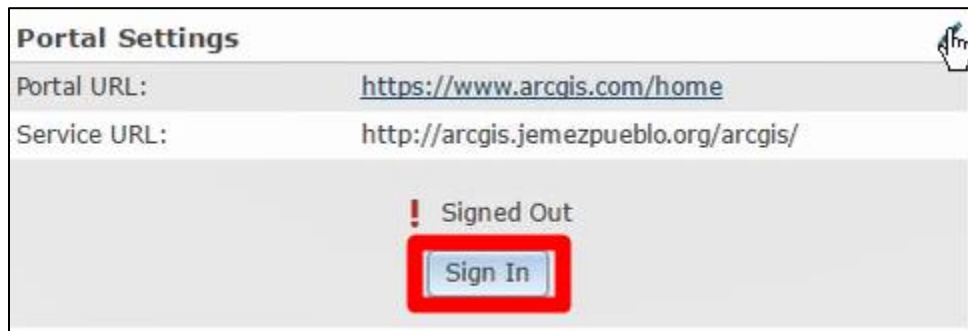 Portal Settings
Portal URL: https://www.arcgis.com/home
Service URL: http://arcgis.jemezpueblo.org/arcgis/
! Signed Out
Sign In